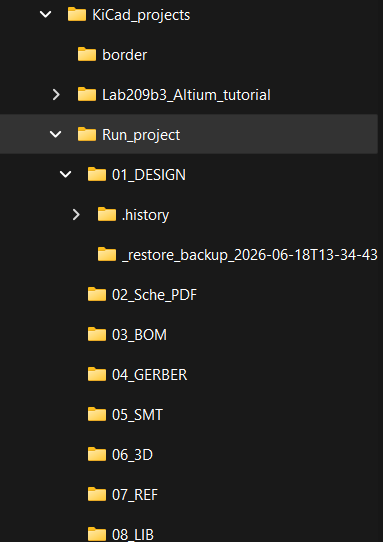 KiCad_projects
border
Lab209b3_Altium_tutorial
Run_project
01_DESIGN
.history
_restore_backup_2026-06-18T13-34-43
02_Sche_PDF
03_BOM
04_GERBER
05_SMT
06_3D
07_REF
08_LIB